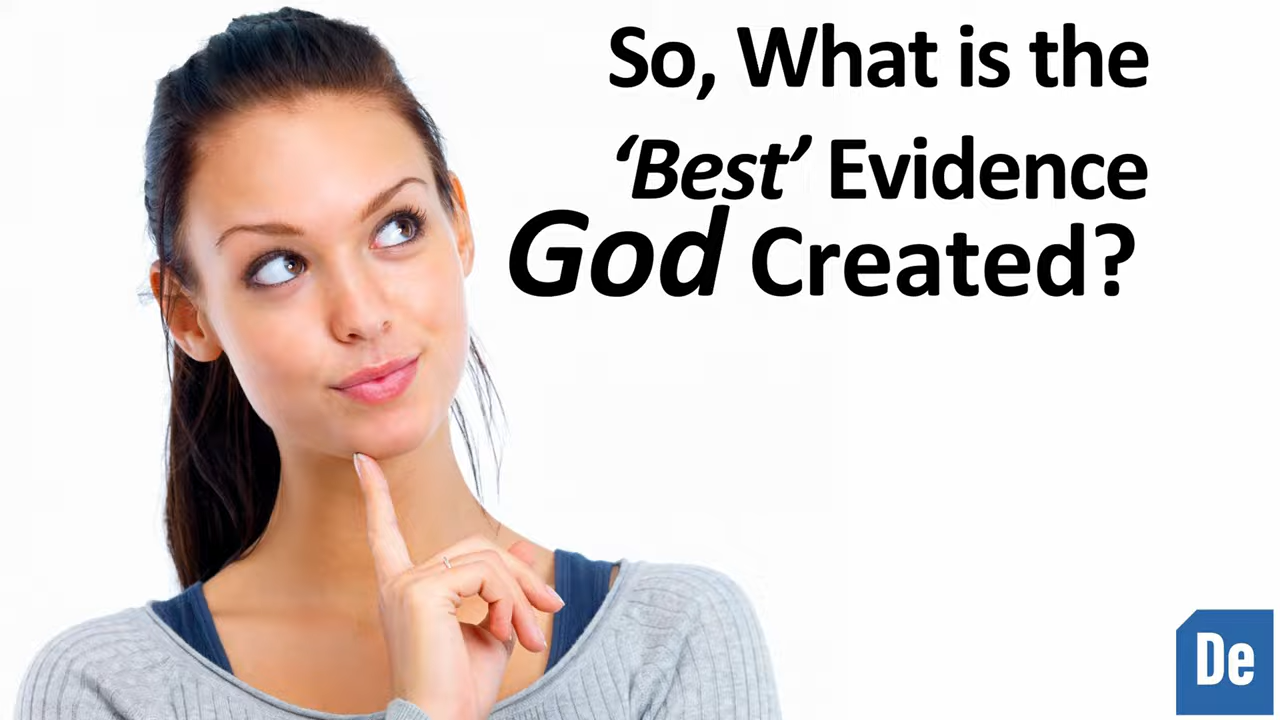 So, What is the
‘Best’ Evidence
God Created?
De